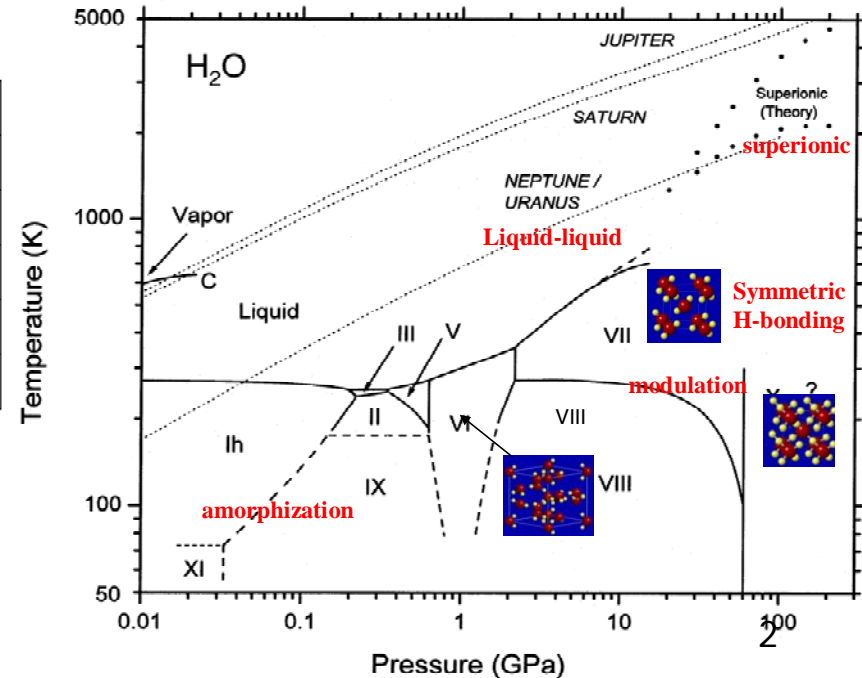 5000
H₂O
JUPITER
SATURN
Superionic
(Theory)
superionic
NEPTUNE /
URANUS
1000
Vapor
Liquid-liquid
C
Temperature (K)
Liquid
Symmetric
H-bonding
III
V
VII
modulation
?
II
VI
VIII
Ih
IX
VIII
100
amorphization
XI
50
0.01
0.1
1
10
100
2
Pressure (GPa)